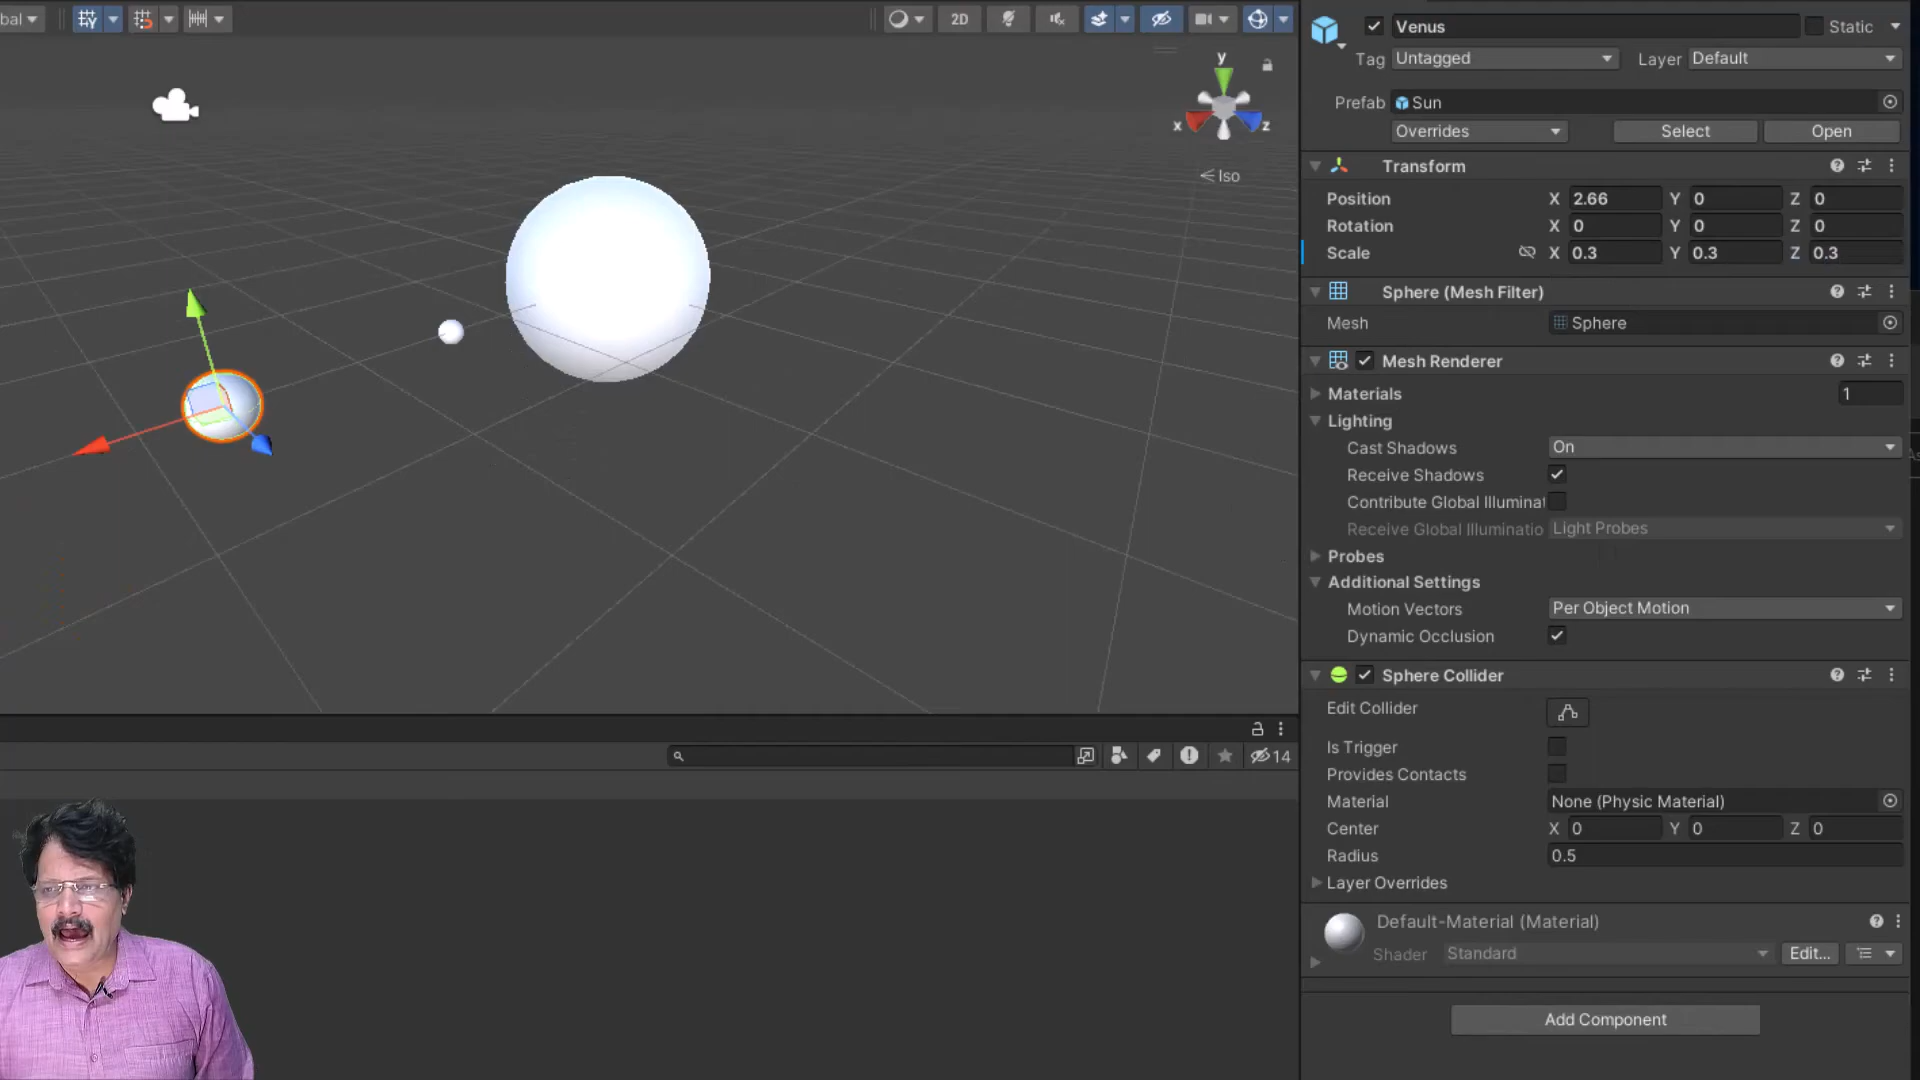 bal
2D
Venus
Static
Tag Untagged Layer Default
Prefab Sun
Overrides Select Open
y
x z
Iso
Transform
Position X 2.66 Y 0 Z 0
Rotation X 0 Y 0 Z 0
Scale X 0.3 Y 0.3 Z 0.3
Sphere (Mesh Filter)
Mesh Sphere
Mesh Renderer
Materials 1
Lighting
Cast Shadows On
Receive Shadows
Contribute Global Illuminat
Receive Global Illuminatio Light Probes
Probes
Additional Settings
Motion Vectors Per Object Motion
Dynamic Occlusion
Sphere Collider
Edit Collider
Is Trigger
Provides Contacts
Material None (Physic Material)
Center X 0 Y 0 Z 0
Radius 0.5
Layer Overrides
Default-Material (Material)
Shader Standard Edit...
Add Component
14